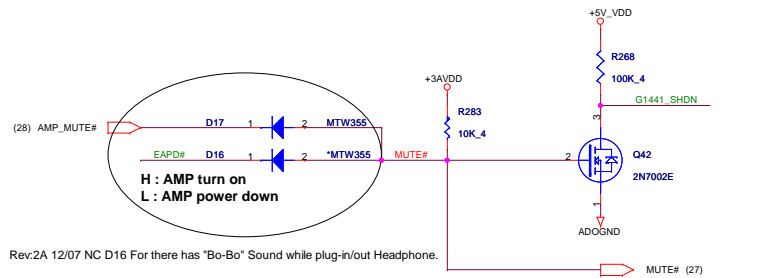 +5V_VDD
R268
100K_4
+3AVDD
G1441_SHDN
R283
10K_4
3
(28) AMP_MUTE#
D17 1 2 MTW355
EAPD# D16 1 2 *MTW355 MUTE#
2
Q42
2N7002E
1
H : AMP turn on
L : AMP power down
ADOGND
Rev:2A 12/07 NC D16 For there has "Bo-Bo" Sound while plug-in/out Headphone.
MUTE# (27)